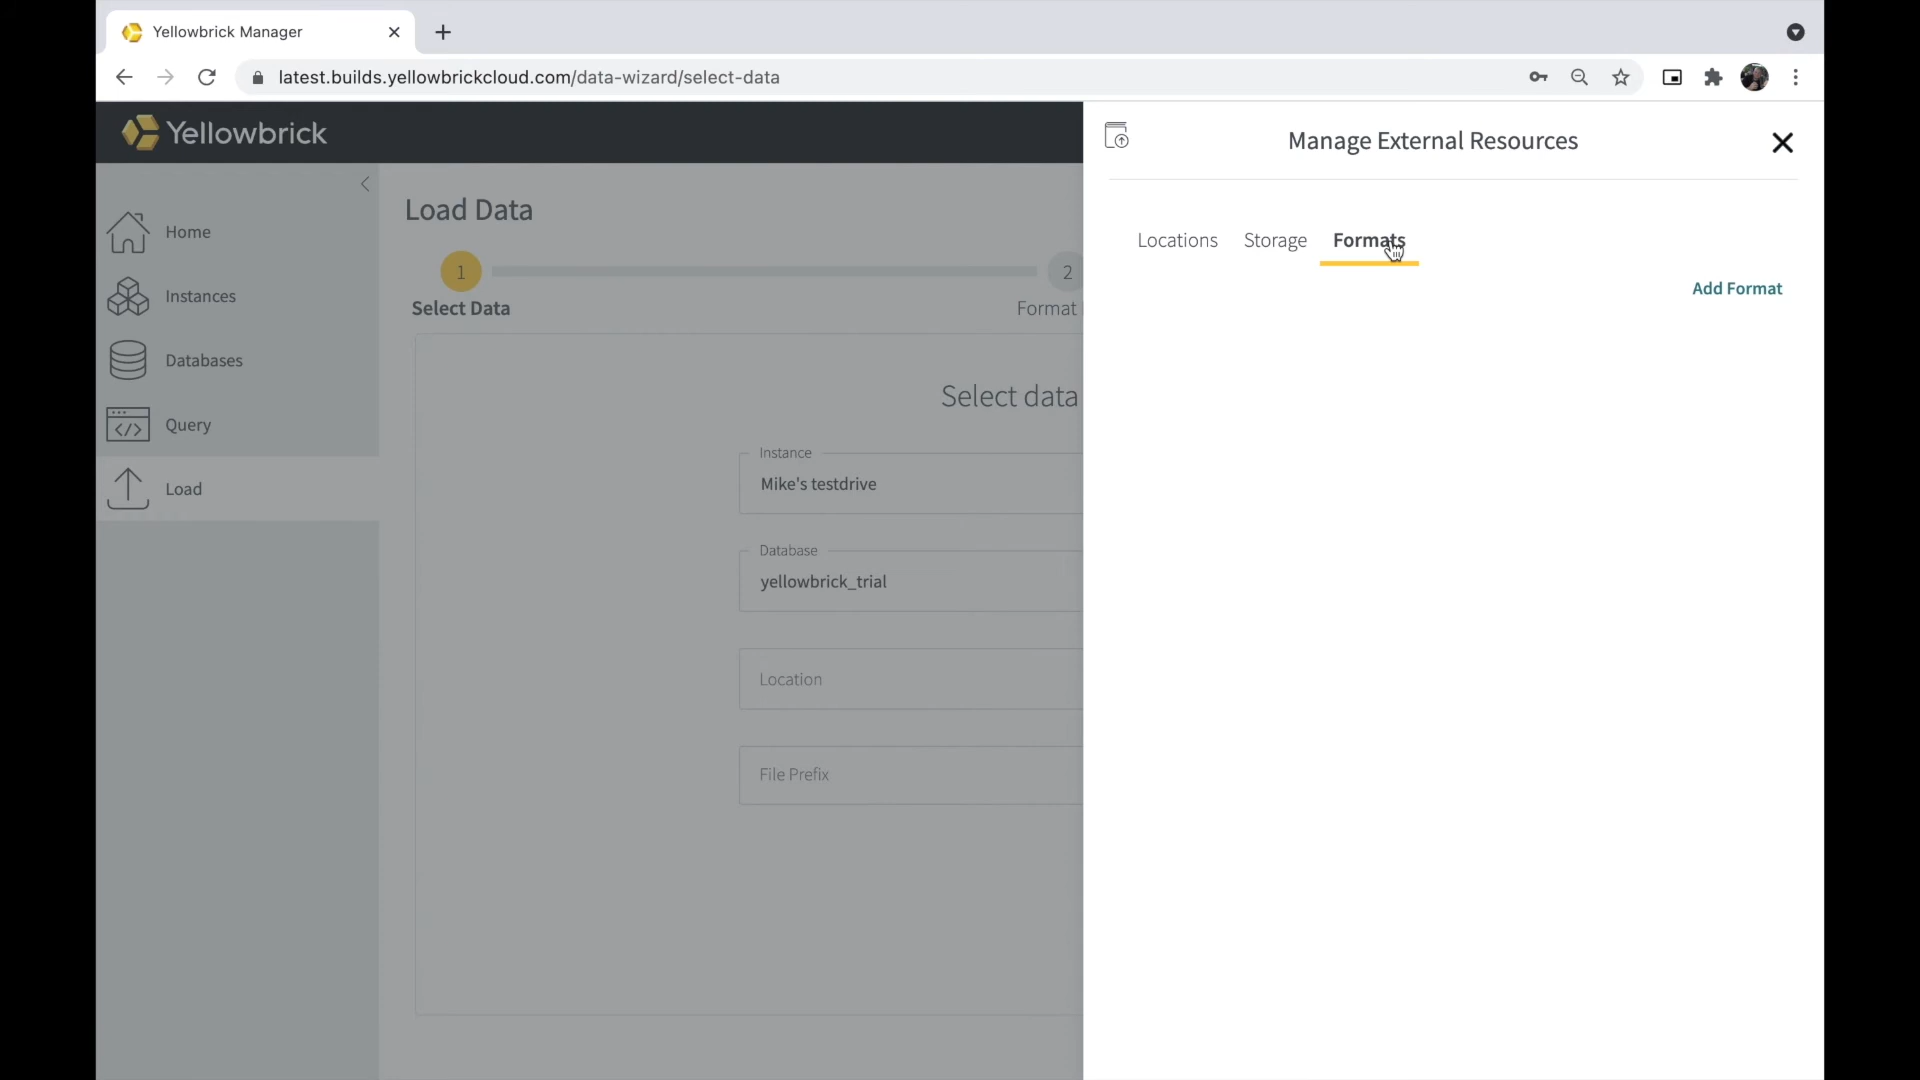 Yellowbrick Manager
latest.builds.yellowbrickcloud.com/data-wizard/select-data
Yellowbrick
Manage External Resources
Home
Instances
Databases
Query
Load
Load Data
1
2
Select Data
Format
Select data
Instance
Mike's testdrive
Database
yellowbrick_trial
Location
File Prefix
Locations
Storage
Formats
Add Format